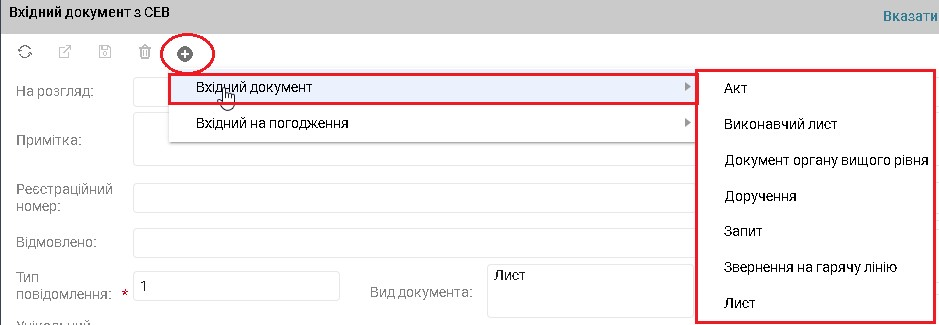 Вхідний документ з СЕВ
Вказати
На розгляд:
Вхідний документ
Вхідний на погодження
Акт
Виконавчий лист
Документ органу вищого рівня
Доручення
Запит
Звернення на гарячу лінію
Лист
Примітка:
Реєстраційний
номер:
Відмовлено:
Тип
повідомлення: *
1
Вид документа:
Лист